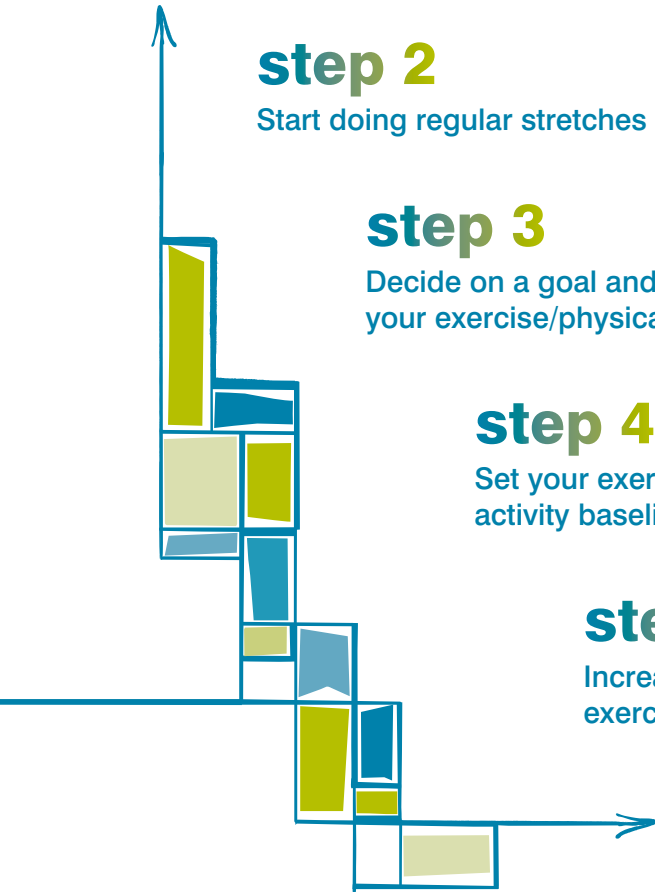 step 2
Start doing regular stretches
step 3
Decide on a goal and
your exercise/physica
step 4
Set your exer
activity baseli
ste
Increa
exerc